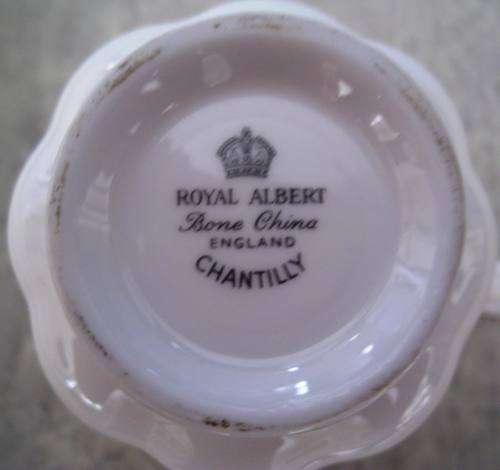 ROYAL ALBERT
Bone China
ENGLAND
CHANTILLY